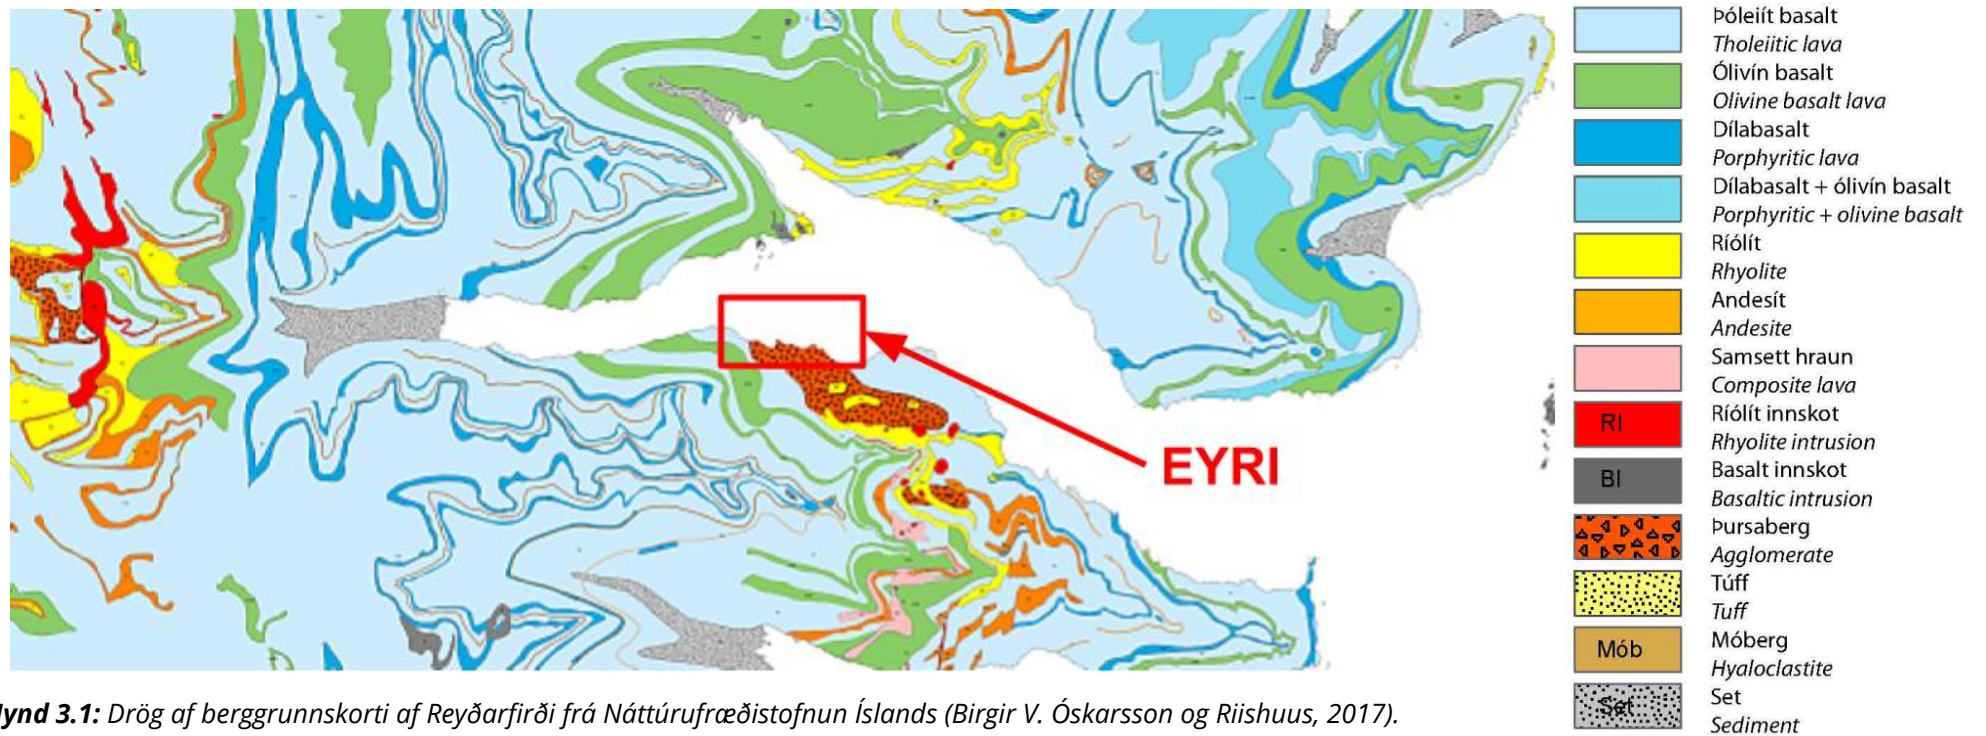 Þóleiít basalt
Tholeiitic lava
Ólivín basalt
Olivine basalt lava
Dílabasalt
Porphyritic lava
Dílabasalt + ólivín basalt
Porphyritic + olivine basalt
Ríólít
Rhyolite
Andesít
Andesite
Samsett hraun
Composite lava
RI
Ríólít innskot
Rhyolite intrusion
BI
Basalt innskot
Basaltic intrusion
Þursaberg
Agglomerate
Túff
Tuff
Mób
Móberg
Hyaloclastite
Set
Set
Sediment
EYRI
ynd 3.1: Drög af berggrunnskorti af Reyðarfirði frá Náttúrufræðistofnun Íslands (Birgir V. Óskarsson og Riishuus, 2017).